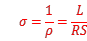 σ = 1/ρ = L/RS